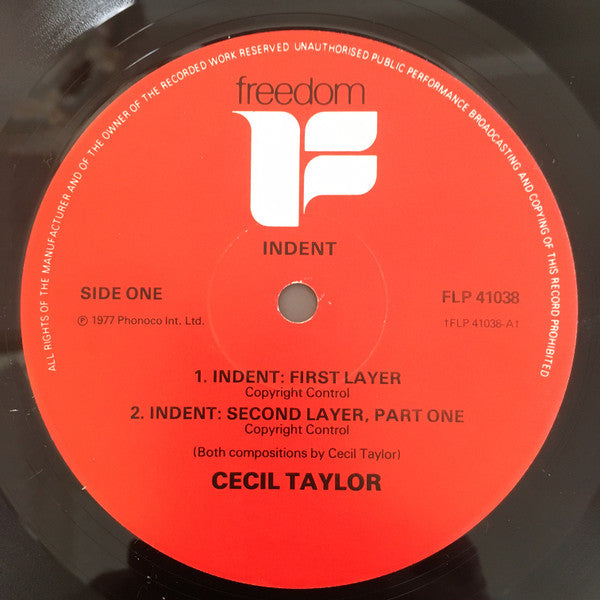 ALL RIGHTS OF THE MANUFACTURER AND OF THE OWNER OF THE RECORDED WORK RESERVED UNAUTHORISED PUBLIC PERFORMANCE BROADCASTING AND COPYING OF THIS RECORD PROHIBITED
freedom
F
INDENT
SIDE ONE
FLP 41038
℗ 1977 Phonoco Int. Ltd.
†FLP 41038-A†
1. INDENT: FIRST LAYER
Copyright Control
2. INDENT: SECOND LAYER, PART ONE
Copyright Control
(Both compositions by Cecil Taylor)
CECIL TAYLOR